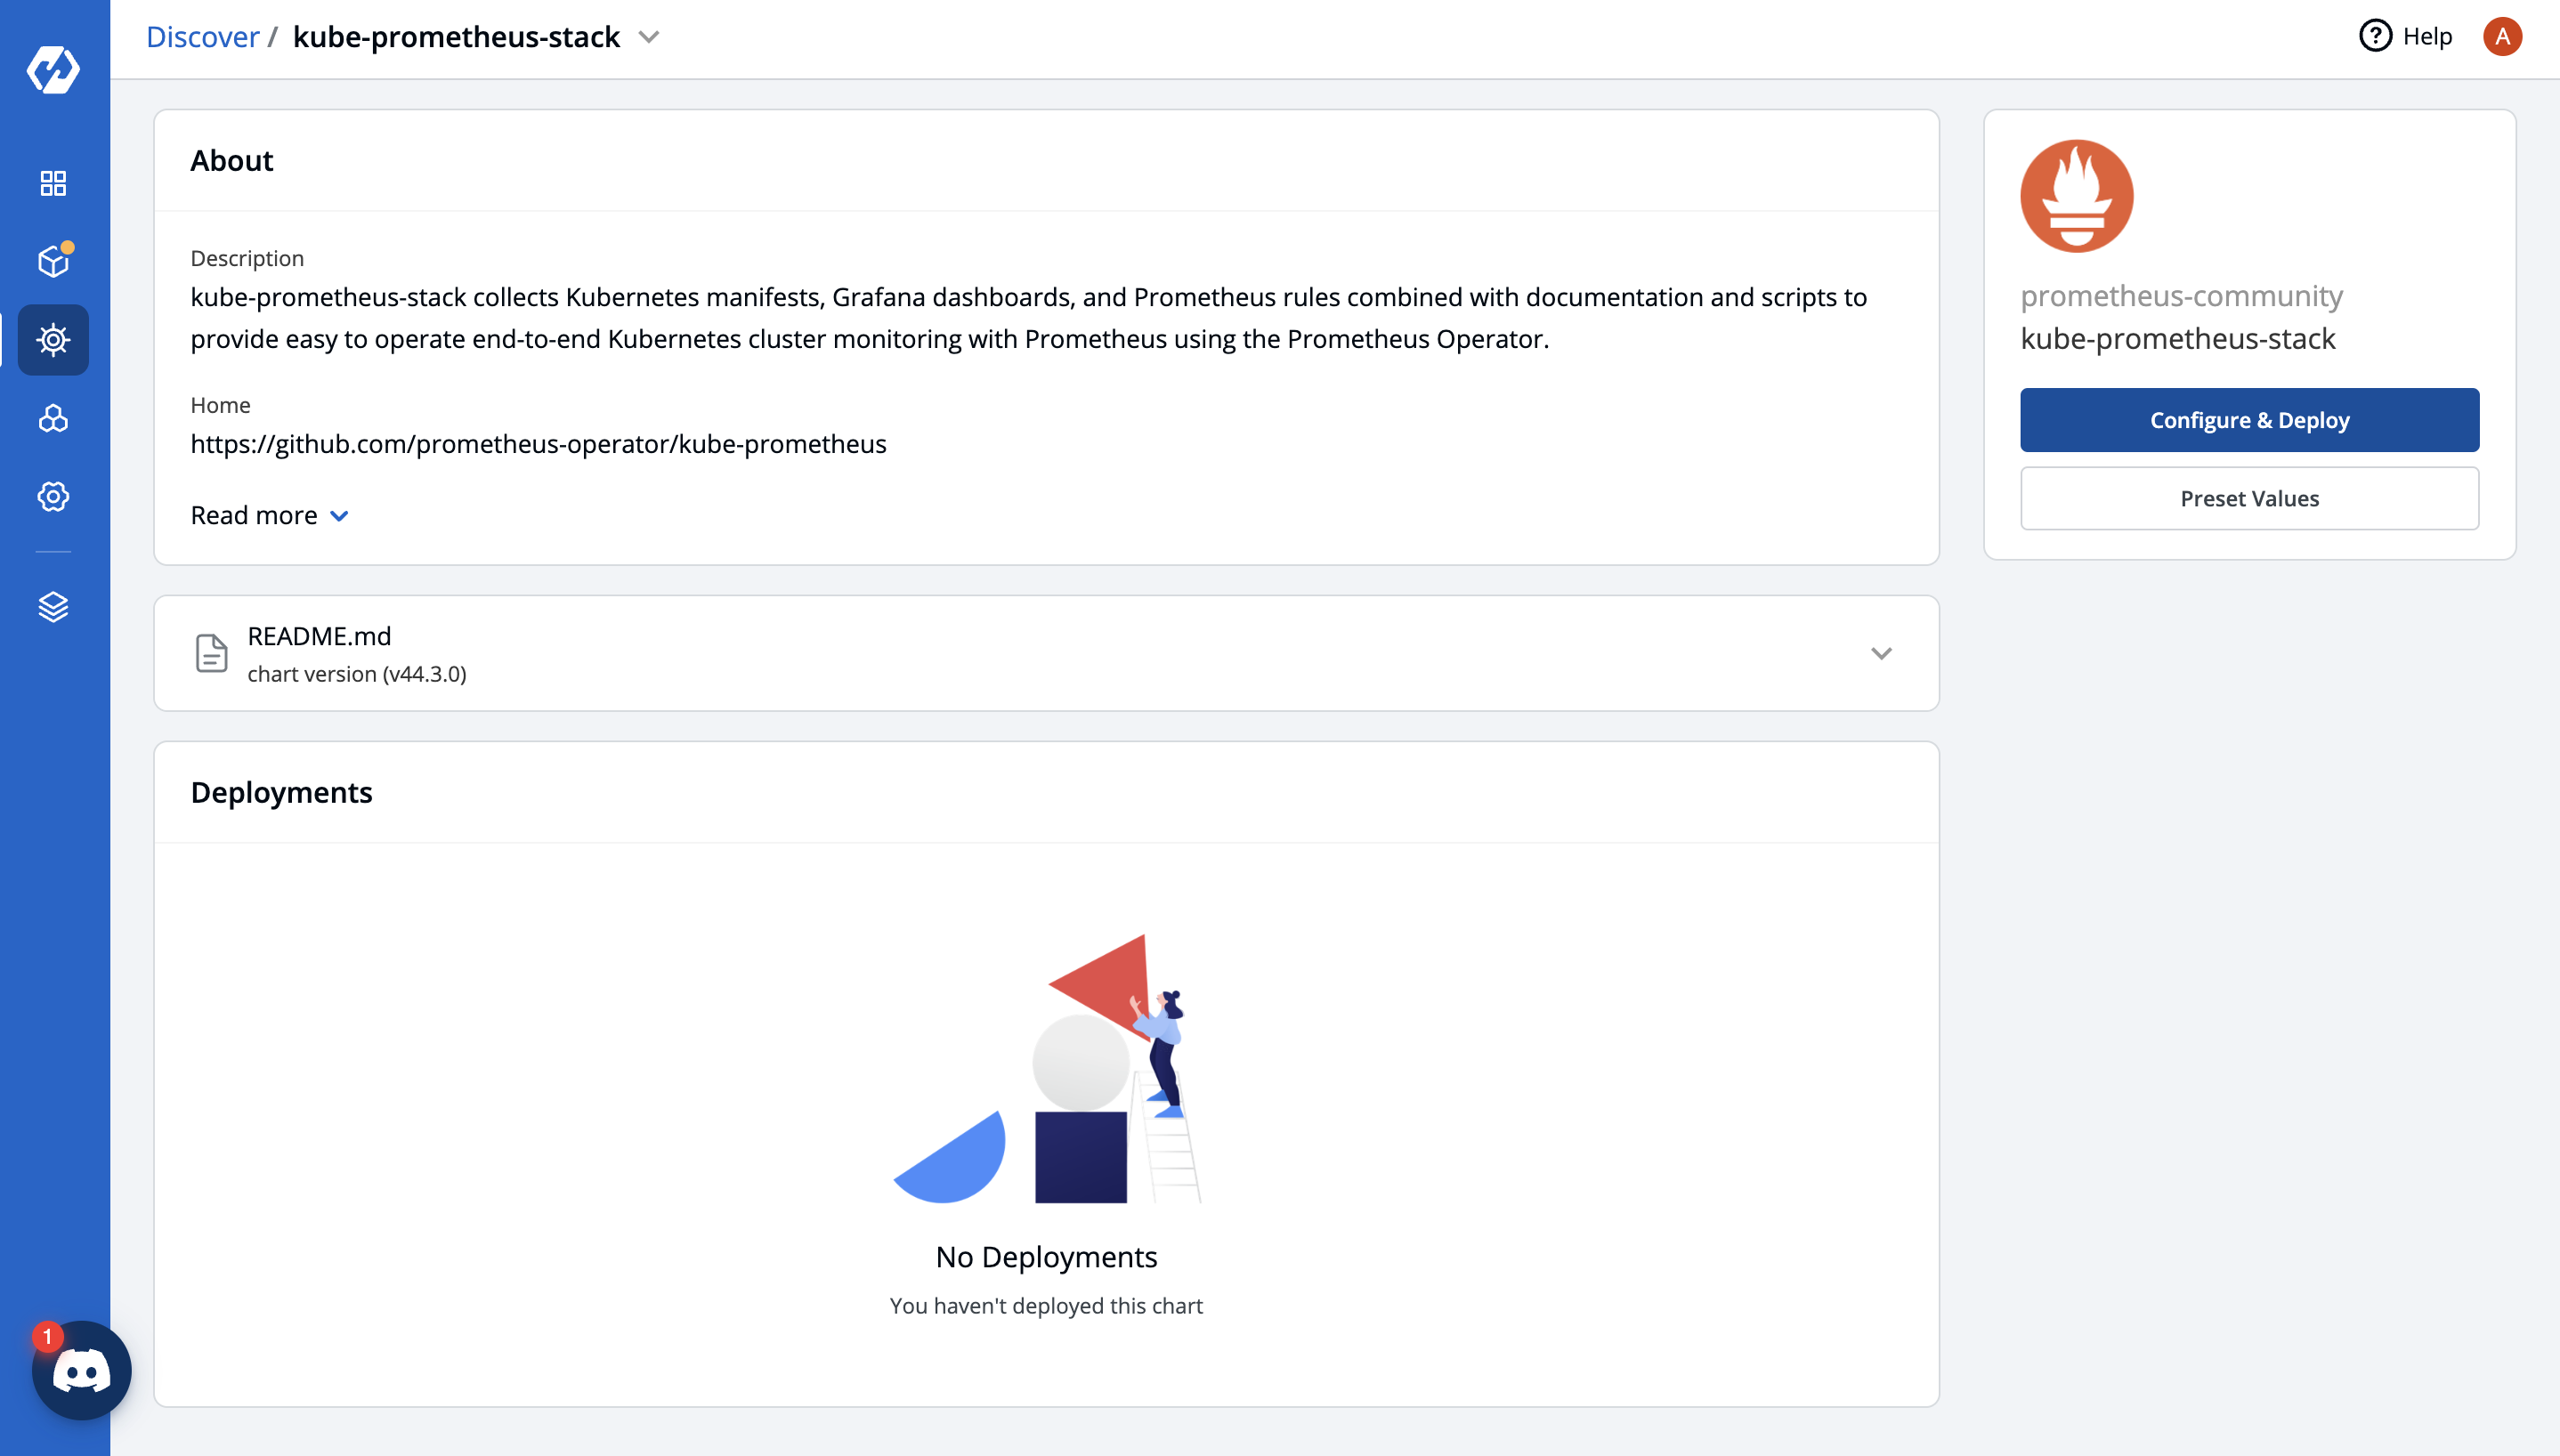 Discover / kube-prometheus-stack
Help
A
About
Description
kube-prometheus-stack collects Kubernetes manifests, Grafana dashboards, and Prometheus rules combined with documentation and scripts to
provide easy to operate end-to-end Kubernetes cluster monitoring with Prometheus using the Prometheus Operator.
Home
https://github.com/prometheus-operator/kube-prometheus
Read more
prometheus-community
kube-prometheus-stack
Configure & Deploy
Preset Values
README.md
chart version (v44.3.0)
Deployments
No Deployments
You haven't deployed this chart
1